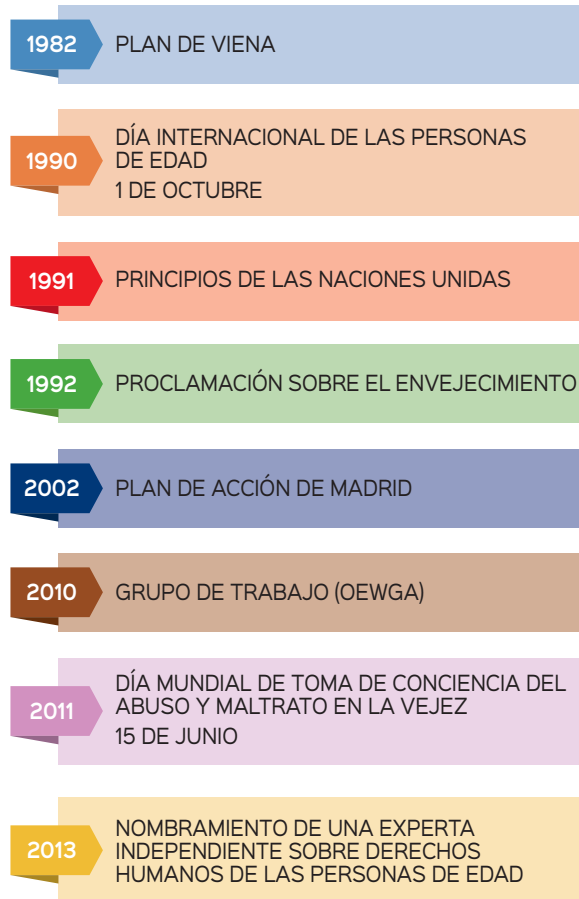 1982
PLAN DE VIENA
1990
DÍA INTERNACIONAL DE LAS PERSONAS
DE EDAD
1 DE OCTUBRE
1991
PRINCIPIOS DE LAS NACIONES UNIDAS
1992
PROCLAMACIÓN SOBRE EL ENVEJECIMIENTO
2002
PLAN DE ACCIÓN DE MADRID
2010
GRUPO DE TRABAJO (OEWGA)
2011
DÍA MUNDIAL DE TOMA DE CONCIENCIA DEL
ABUSO Y MALTRATO EN LA VEJEZ
15 DE JUNIO
2013
NOMBRAMIENTO DE UNA EXPERTA
INDEPENDIENTE SOBRE DERECHOS
HUMANOS DE LAS PERSONAS DE EDAD